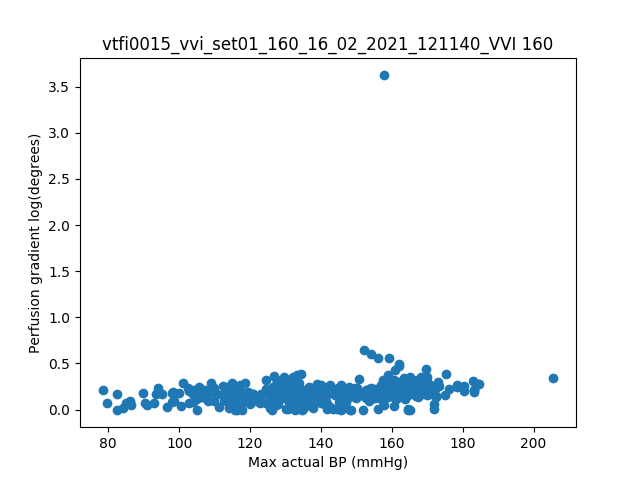 vtfi0015_vvi_set01_160_16_02_2021_121140_VVI 160
Perfusion gradient log(degrees)
3.5
3.0
2.5
2.0
1.5
1.0
0.5
0.0
80 100 120 140 160 180 200
Max actual BP (mmHg)